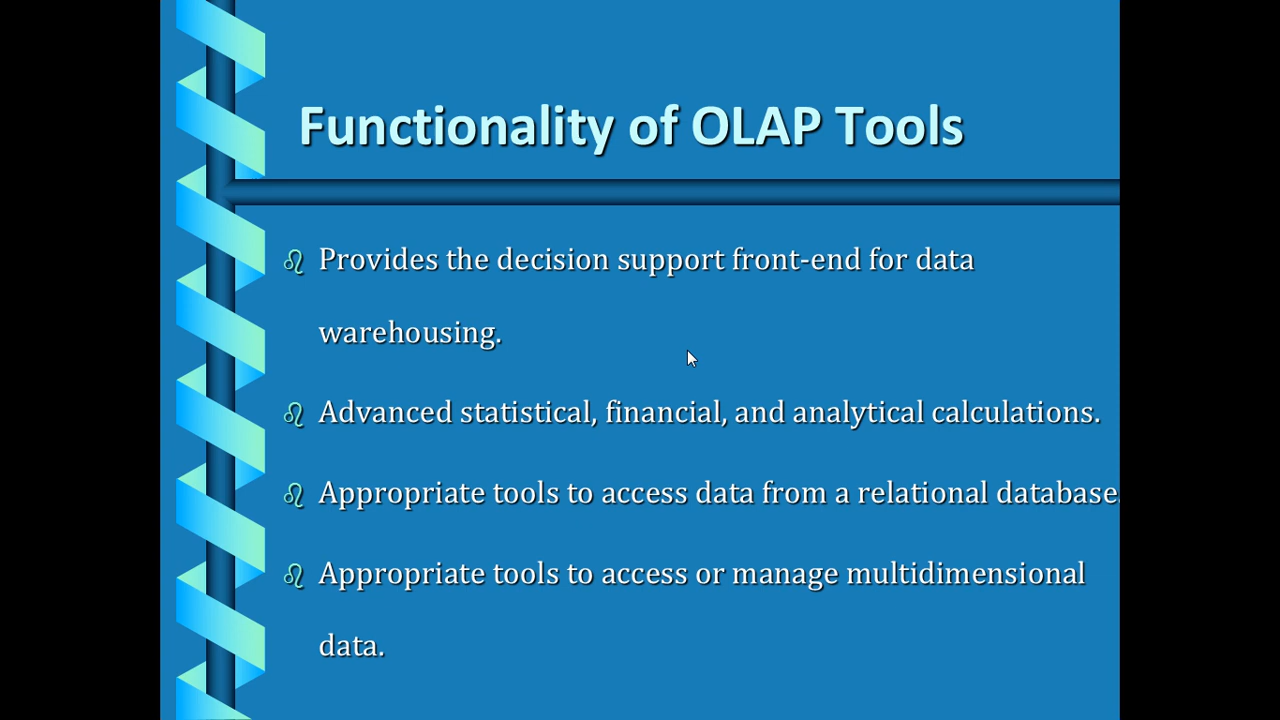 Functionality of OLAP Tools
♌ Provides the decision support front-end for data
warehousing.
♌ Advanced statistical, financial, and analytical calculations.
♌ Appropriate tools to access data from a relational database.
♌ Appropriate tools to access or manage multidimensional
data.